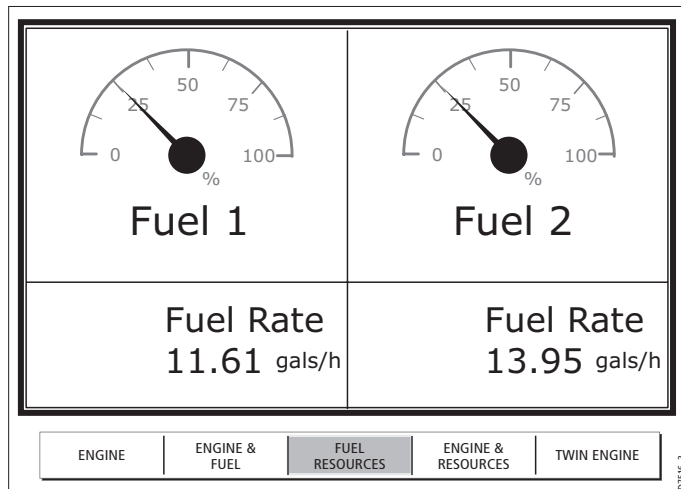 0 25 50 75 100
%
Fuel 1
0 25 50 75 100
%
Fuel 2
Fuel Rate
11.61 gals/h
Fuel Rate
13.95 gals/h
ENGINE
ENGINE &
FUEL
FUEL
RESOURCES
ENGINE &
RESOURCES
TWIN ENGINE